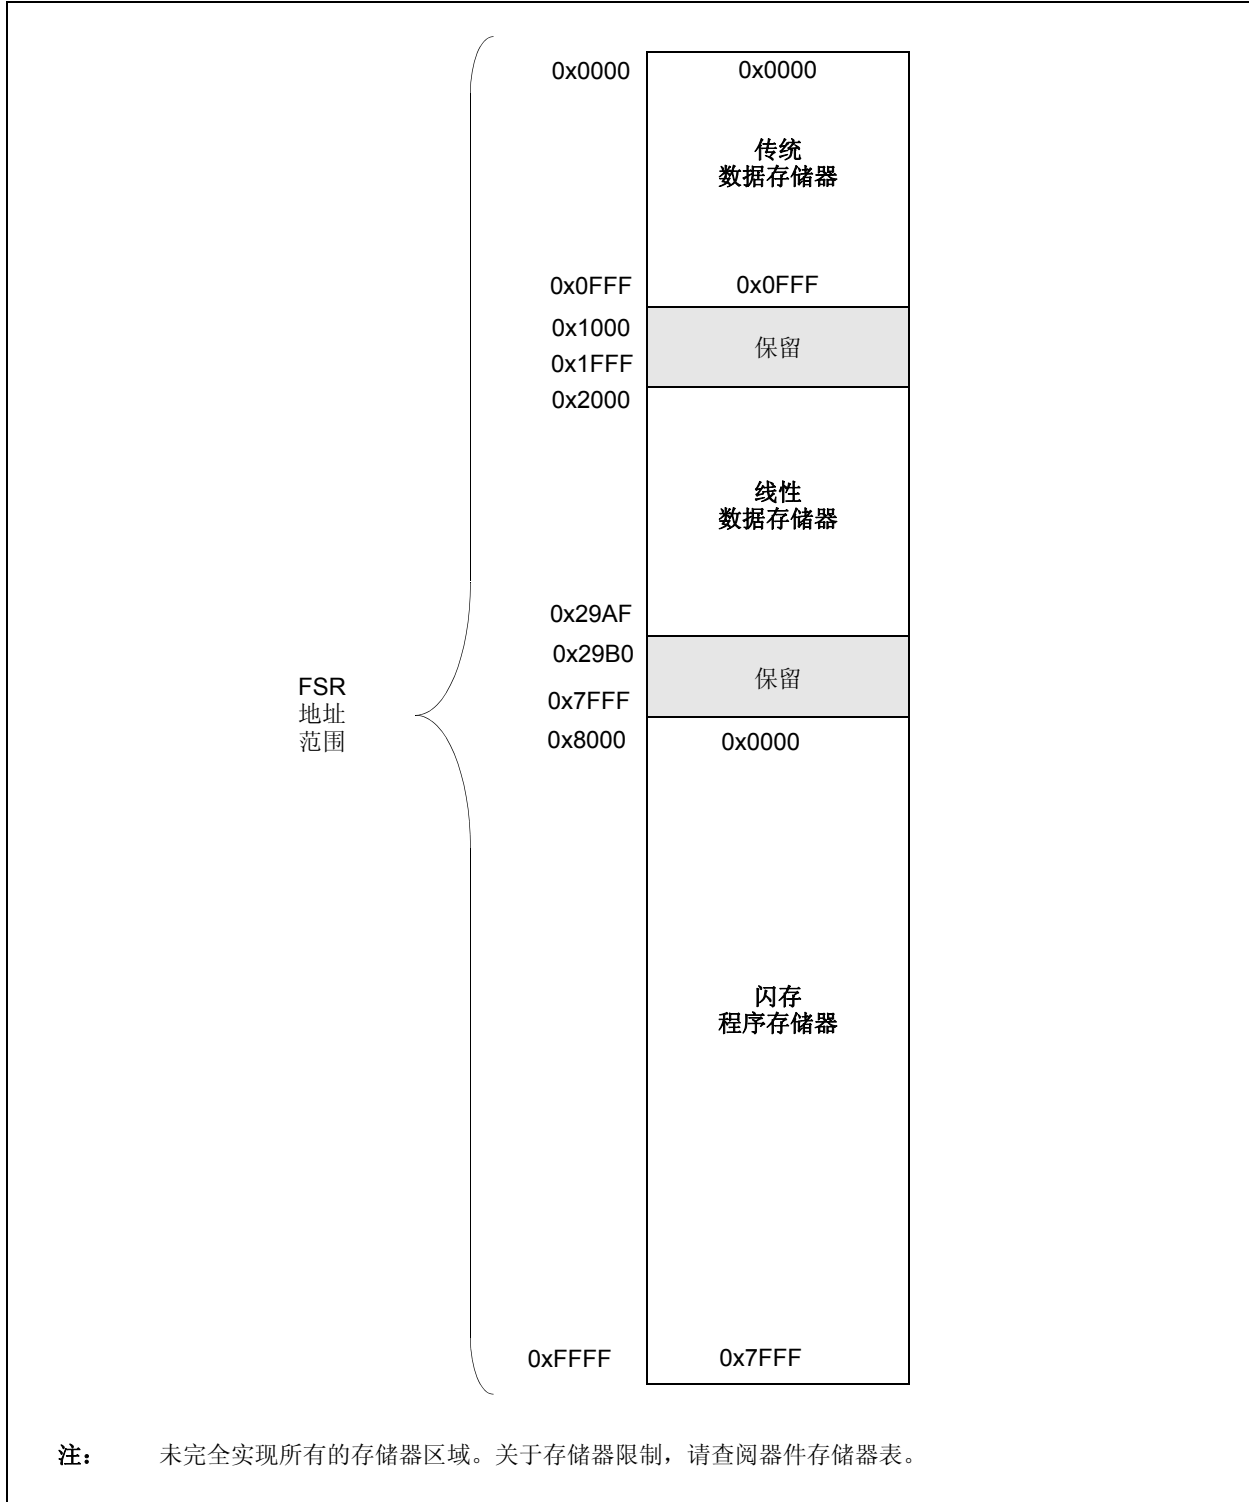 0x0000 0x0000
传统
数据存储器
0x0FFF 0x0FFF
0x1000
保留
0x1FFF
0x2000
线性
数据存储器
0x29AF
0x29B0
保留
0x7FFF
FSR
地址
范围
0x8000 0x0000
闪存
程序存储器
0xFFFF 0x7FFF
注： 未完全实现所有的存储器区域。关于存储器限制，请查阅器件存储器表。